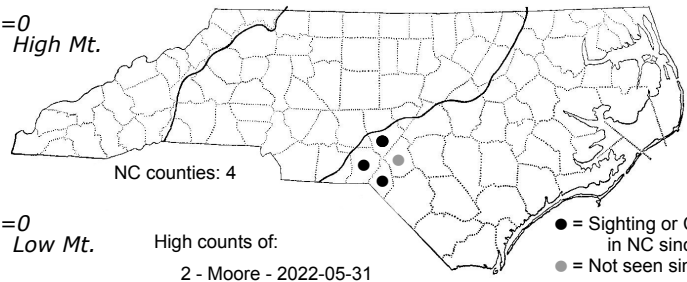 =0
High Mt.
NC counties: 4
=0
Low Mt.
High counts of:
2 - Moore - 2022-05-31
= Sighting or
in NC sinc
= Not seen sin